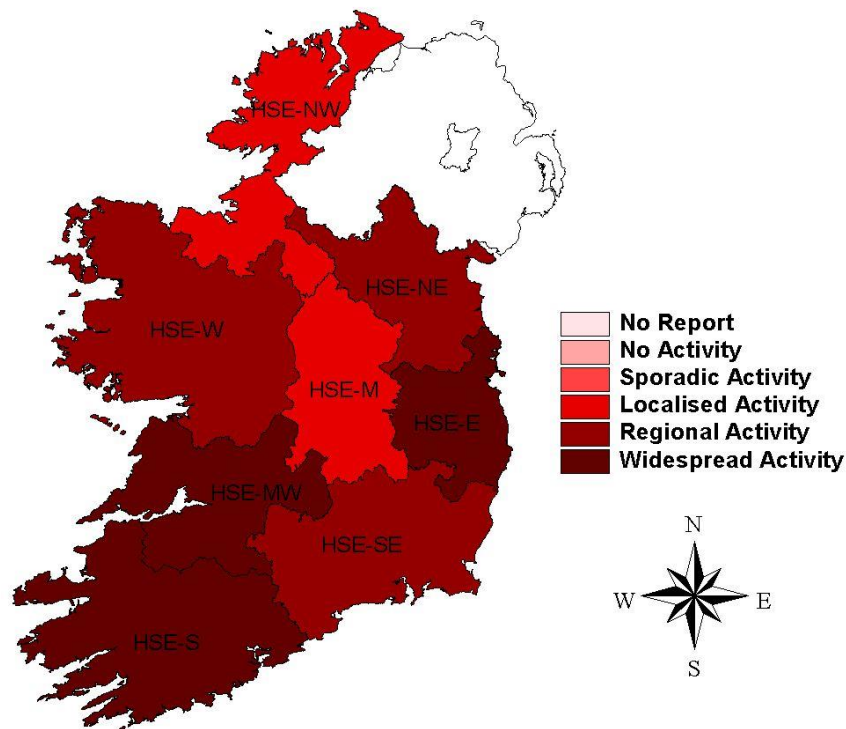 HSE-NW
HSE-NE
HSE-W
HSE-M
HSE-E
HSE-MW
HSE-SE
HSE-S
No Report
No Activity
Sporadic Activity
Localised Activity
Regional Activity
Widespread Activity
N
W E
S